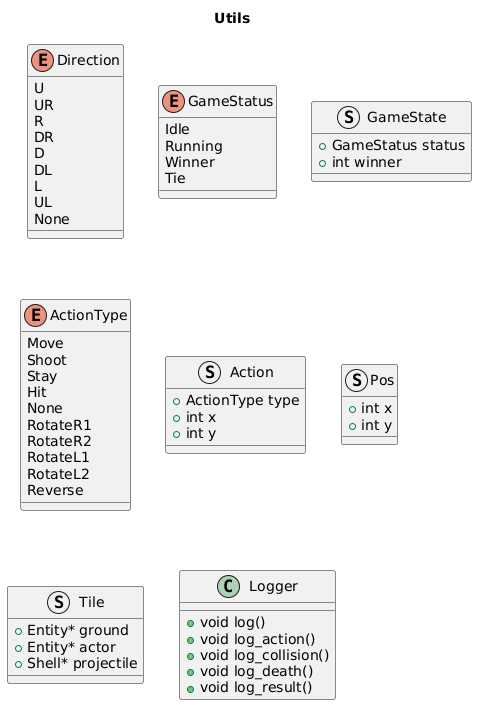 Utils
E Direction
U
UR
R
DR
D
DL
L
UL
None
E GameStatus
Idle
Running
Winner
Tie
S GameState
GameStatus status
int winner
E ActionType
Move
Shoot
Stay
Hit
None
RotateR1
RotateR2
RotateL1
RotateL2
Reverse
S Action
ActionType type
int x
int y
S Pos
int x
int y
S Tile
Entity* ground
Entity* actor
Shell* projectile
C Logger
void log()
void log_action()
void log_collision()
void log_death()
void log_result()